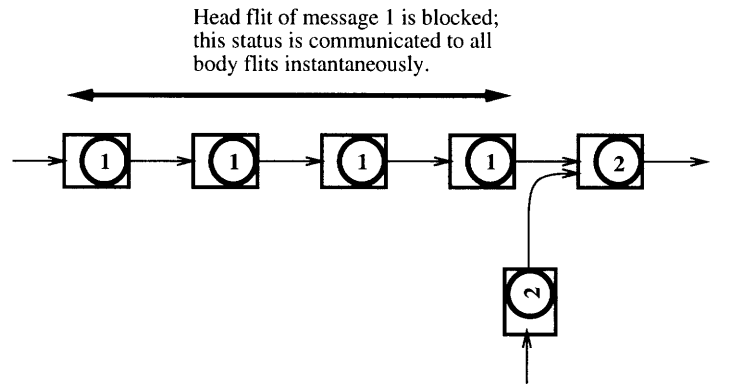 Head flit of message 1 is blocked;
this status is communicated to all
body flits instantaneously.
1 1 1 1 2
2